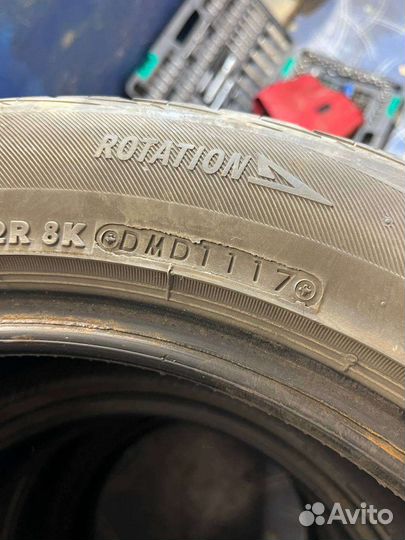 ROTATION
2R 8K DMD1117
Avito